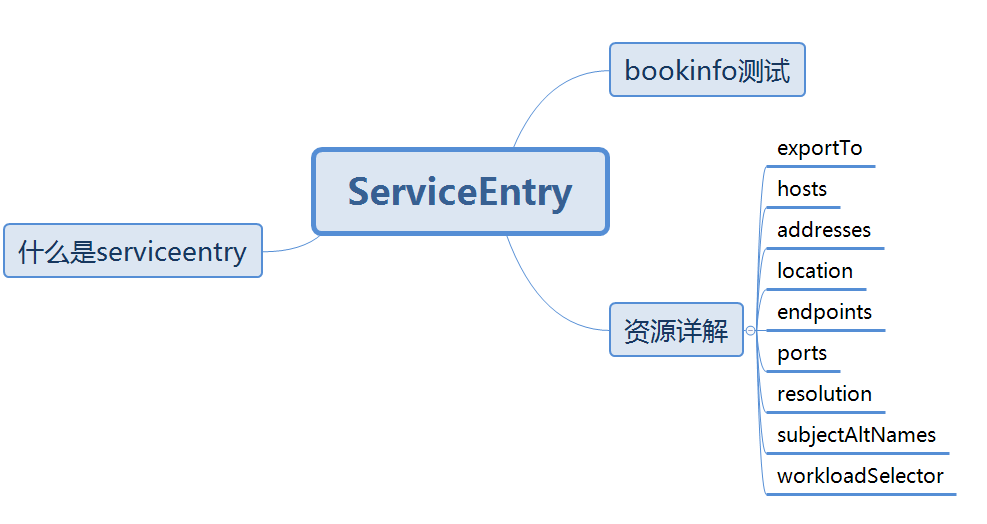 bookinfo测试
ServiceEntry
什么是serviceentry
资源详解
exportTo
hosts
addresses
location
endpoints
ports
resolution
subjectAltNames
workloadSelector